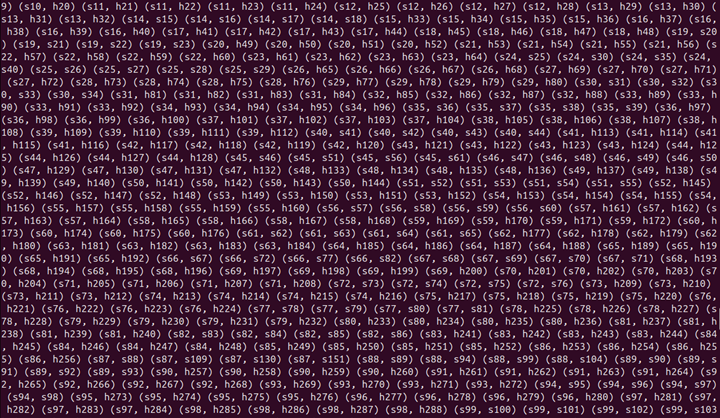 9) (s10, h20) (s11, h21) (s11, h22) (s11, h23) (s11, h24) (s12, h25) (s12, h26) (s12, h27) (s12, h28) (s13, h29) (s13, h30) (
s13, h31) (s13, h32) (s14, s15) (s14, s16) (s14, s17) (s14, s18) (s15, h33) (s15, h34) (s15, h35) (s15, h36) (s16, h37) (s16,
h38) (s16, h39) (s16, h40) (s17, h41) (s17, h42) (s17, h43) (s17, h44) (s18, h45) (s18, h46) (s18, h47) (s18, h48) (s19, s20
) (s19, s21) (s19, s22) (s19, s23) (s20, h49) (s20, h50) (s20, h51) (s20, h52) (s21, h53) (s21, h54) (s21, h55) (s21, h56) (s
22, h57) (s22, h58) (s22, h59) (s22, h60) (s23, h61) (s23, h62) (s23, h63) (s23, h64) (s24, s25) (s24, s30) (s24, s35) (s24,
s40) (s25, s26) (s25, s27) (s25, s28) (s25, s29) (s26, h65) (s26, h66) (s26, h67) (s26, h68) (s27, h69) (s27, h70) (s27, h71)
(s27, h72) (s28, h73) (s28, h74) (s28, h75) (s28, h76) (s29, h77) (s29, h78) (s29, h79) (s29, h80) (s30, s31) (s30, s32) (s3
0, s33) (s30, s34) (s31, h81) (s31, h82) (s31, h83) (s31, h84) (s32, h85) (s32, h86) (s32, h87) (s32, h88) (s33, h89) (s33, h
90) (s33, h91) (s33, h92) (s34, h93) (s34, h94) (s34, h95) (s34, h96) (s35, s36) (s35, s37) (s35, s38) (s35, s39) (s36, h97)
(s36, h98) (s36, h99) (s36, h100) (s37, h101) (s37, h102) (s37, h103) (s37, h104) (s38, h105) (s38, h106) (s38, h107) (s38, h
108) (s39, h109) (s39, h110) (s39, h111) (s39, h112) (s40, s41) (s40, s42) (s40, s43) (s40, s44) (s41, h113) (s41, h114) (s41
, h115) (s41, h116) (s42, h117) (s42, h118) (s42, h119) (s42, h120) (s43, h121) (s43, h122) (s43, h123) (s43, h124) (s44, h12
5) (s44, h126) (s44, h127) (s44, h128) (s45, s46) (s45, s51) (s45, s56) (s45, s61) (s46, s47) (s46, s48) (s46, s49) (s46, s50
) (s47, h129) (s47, h130) (s47, h131) (s47, h132) (s48, h133) (s48, h134) (s48, h135) (s48, h136) (s49, h137) (s49, h138) (s4
9, h139) (s49, h140) (s50, h141) (s50, h142) (s50, h143) (s50, h144) (s51, s52) (s51, s53) (s51, s54) (s51, s55) (s52, h145)
(s52, h146) (s52, h147) (s52, h148) (s53, h149) (s53, h150) (s53, h151) (s53, h152) (s54, h153) (s54, h154) (s54, h155) (s54,
h156) (s55, h157) (s55, h158) (s55, h159) (s55, h160) (s56, s57) (s56, s58) (s56, s59) (s56, s60) (s57, h161) (s57, h162) (s
57, h163) (s57, h164) (s58, h165) (s58, h166) (s58, h167) (s58, h168) (s59, h169) (s59, h170) (s59, h171) (s59, h172) (s60, h
173) (s60, h174) (s60, h175) (s60, h176) (s61, s62) (s61, s63) (s61, s64) (s61, s65) (s62, h177) (s62, h178) (s62, h179) (s62
, h180) (s63, h181) (s63, h182) (s63, h183) (s63, h184) (s64, h185) (s64, h186) (s64, h187) (s64, h188) (s65, h189) (s65, h19
0) (s65, h191) (s65, h192) (s66, s67) (s66, s72) (s66, s77) (s66, s82) (s67, s68) (s67, s69) (s67, s70) (s67, s71) (s68, h193
) (s68, h194) (s68, h195) (s68, h196) (s69, h197) (s69, h198) (s69, h199) (s69, h200) (s70, h201) (s70, h202) (s70, h203) (s7
0, h204) (s71, h205) (s71, h206) (s71, h207) (s71, h208) (s72, s73) (s72, s74) (s72, s75) (s72, s76) (s73, h209) (s73, h210)
(s73, h211) (s73, h212) (s74, h213) (s74, h214) (s74, h215) (s74, h216) (s75, h217) (s75, h218) (s75, h219) (s75, h220) (s76,
h221) (s76, h222) (s76, h223) (s76, h224) (s77, s78) (s77, s79) (s77, s80) (s77, s81) (s78, h225) (s78, h226) (s78, h227) (s
78, h228) (s79, h229) (s79, h230) (s79, h231) (s79, h232) (s80, h233) (s80, h234) (s80, h235) (s80, h236) (s81, h237) (s81, h
238) (s81, h239) (s81, h240) (s82, s83) (s82, s84) (s82, s85) (s82, s86) (s83, h241) (s83, h242) (s83, h243) (s83, h244) (s84
, h245) (s84, h246) (s84, h247) (s84, h248) (s85, h249) (s85, h250) (s85, h251) (s85, h252) (s86, h253) (s86, h254) (s86, h25
5) (s86, h256) (s87, s88) (s87, s109) (s87, s130) (s87, s151) (s88, s89) (s88, s94) (s88, s99) (s88, s104) (s89, s90) (s89, s
91) (s89, s92) (s89, s93) (s90, h257) (s90, h258) (s90, h259) (s90, h260) (s91, h261) (s91, h262) (s91, h263) (s91, h264) (s9
2, h265) (s92, h266) (s92, h267) (s92, h268) (s93, h269) (s93, h270) (s93, h271) (s93, h272) (s94, s95) (s94, s96) (s94, s97)
(s94, s98) (s95, h273) (s95, h274) (s95, h275) (s95, h276) (s96, h277) (s96, h278) (s96, h279) (s96, h280) (s97, h281) (s97,
h282) (s97, h283) (s97, h284) (s98, h285) (s98, h286) (s98, h287) (s98, h288) (s99, s100) (s99, s101) (s99, s102) (s99, s103)